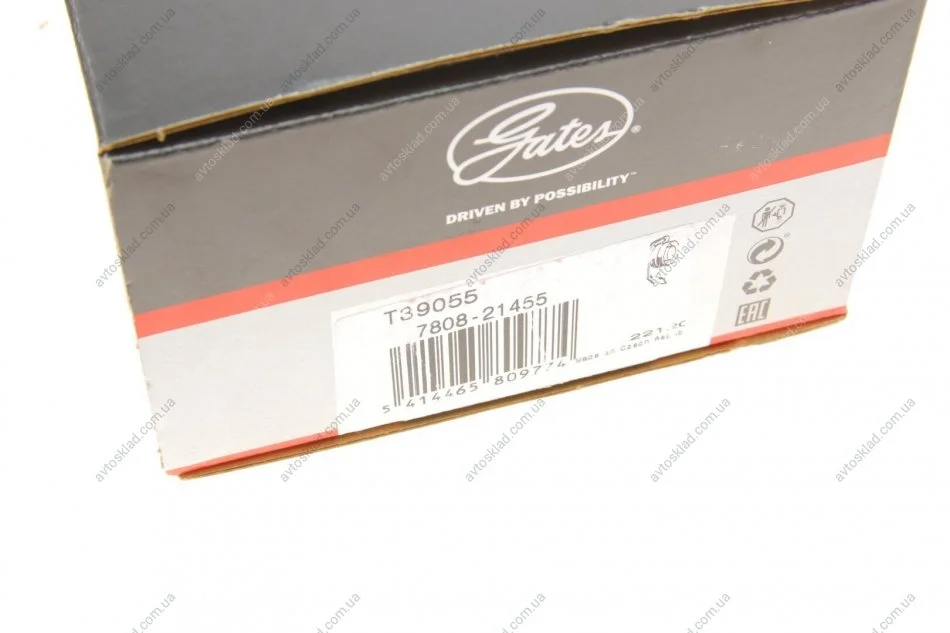 Gates®
DRIVEN BY POSSIBILITY™
T39055
7808-21455
5 414465 809774
EAC
avtosklad.com.ua